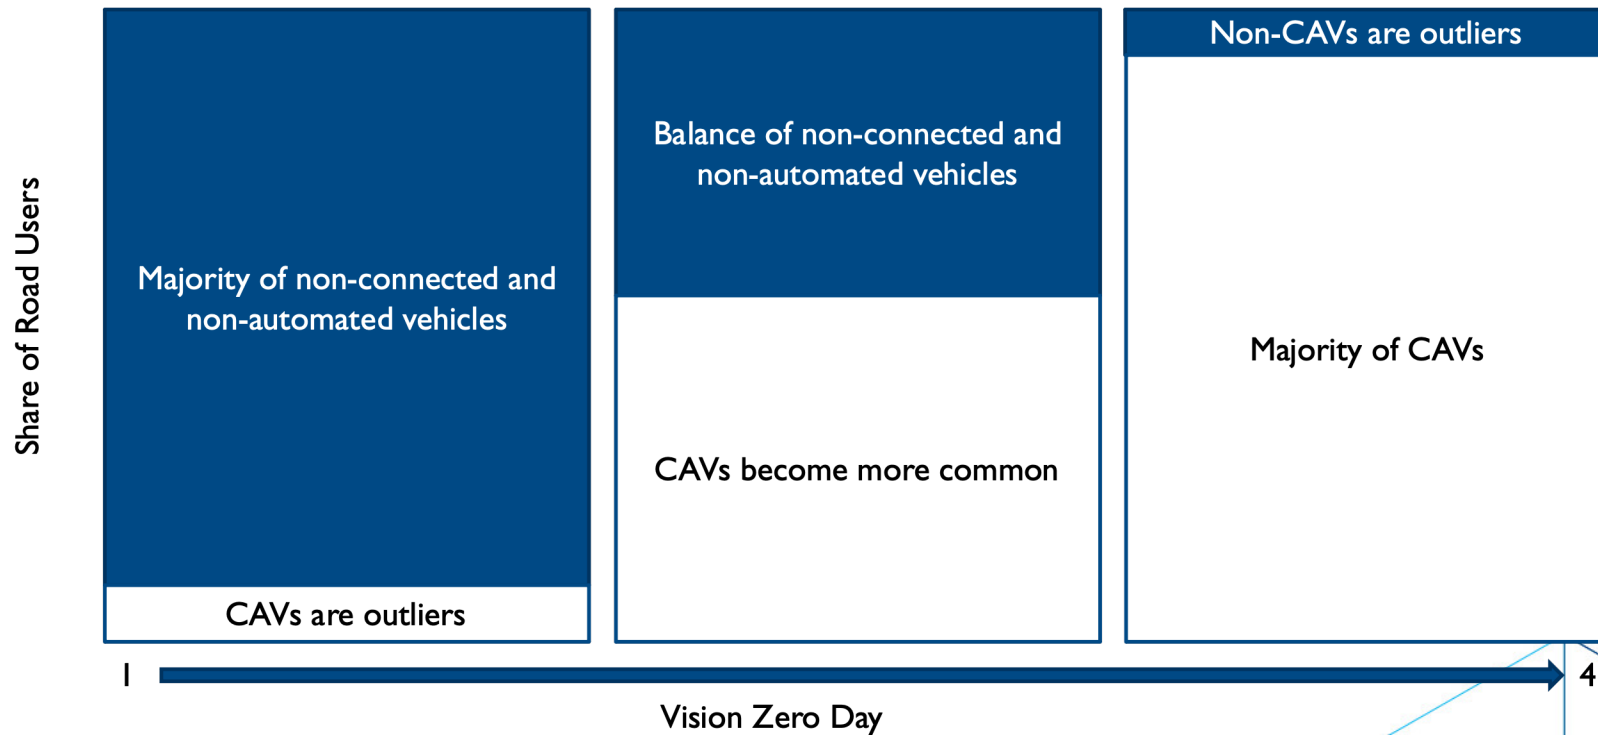 Share of Road Users
Majority of non-connected and
non-automated vehicles
CAVs are outliers
Balance of non-connected and
non-automated vehicles
CAVs become more common
Non-CAVs are outliers
Majority of CAVs
1
4
Vision Zero Day